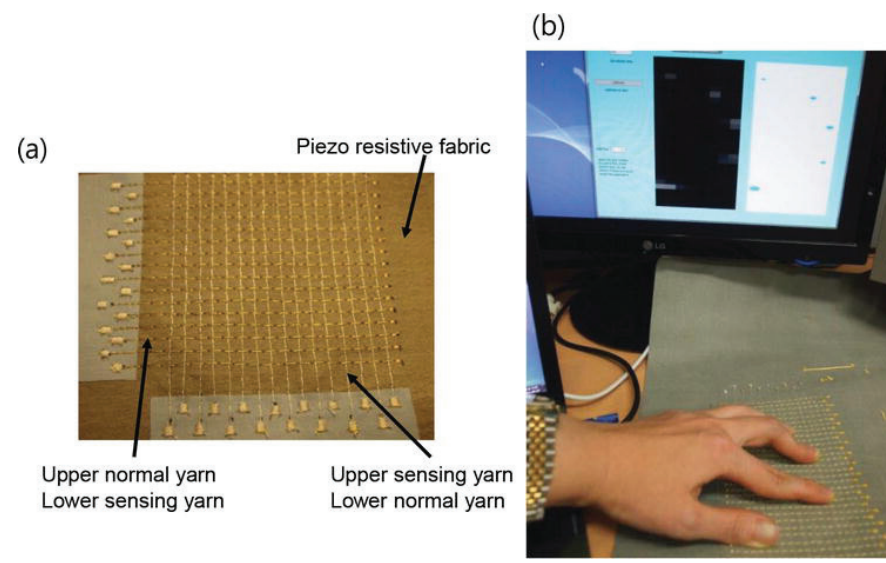 (b)
(a)
Piezo resistive fabric
Upper normal yarn
Lower sensing yarn
Upper sensing yarn
Lower normal yarn
LG